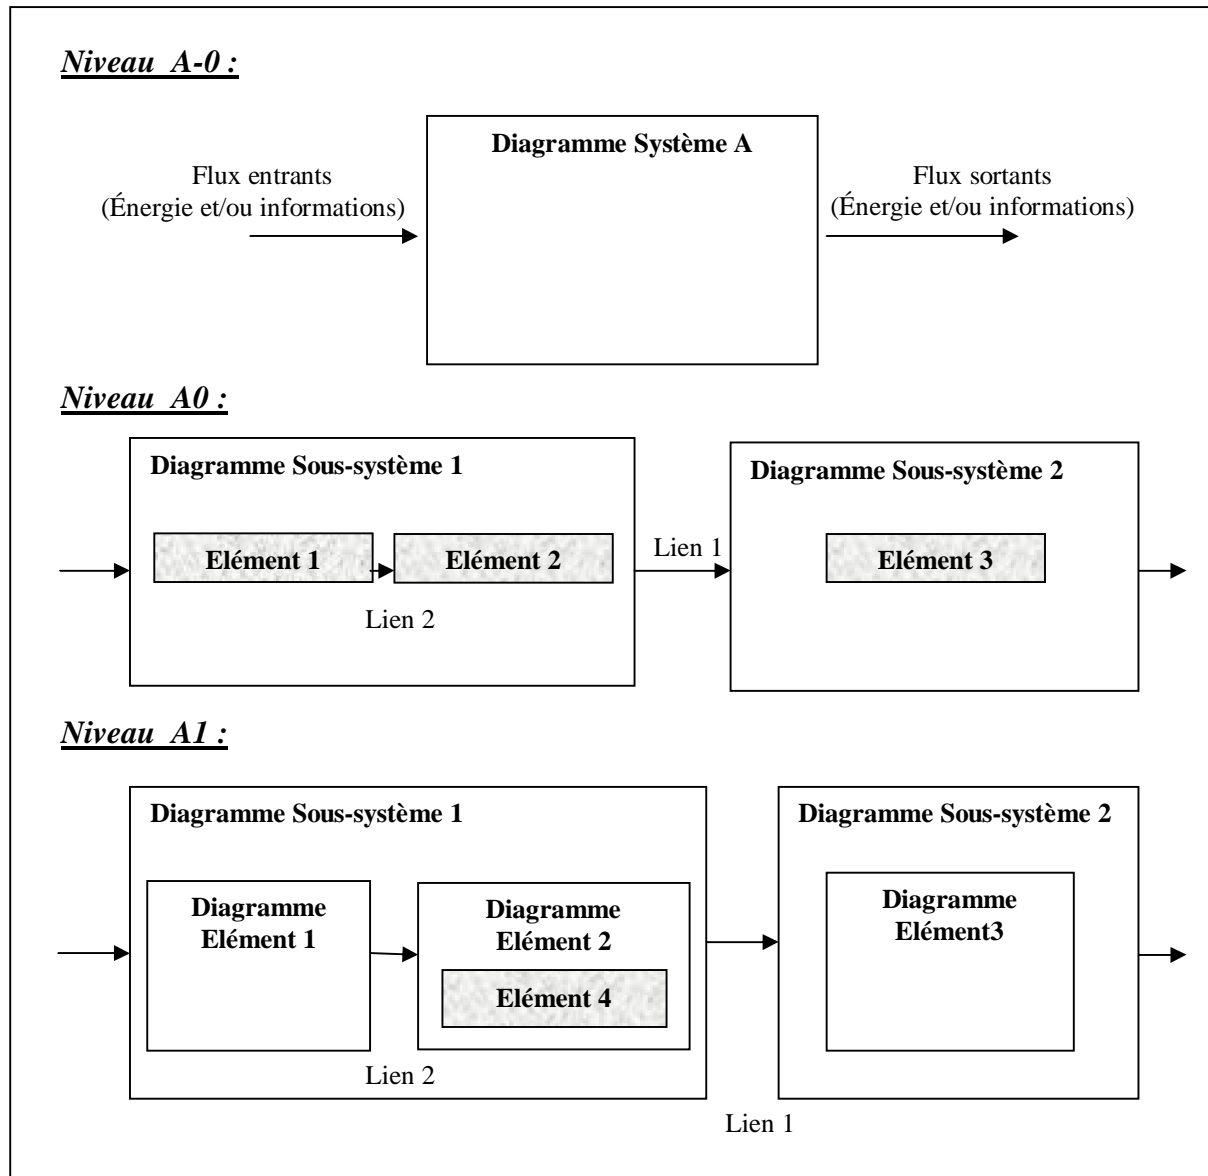 Niveau A-0 :
Diagramme Système A
Flux entrants
(Énergie et/ou informations)
Flux sortants
(Énergie et/ou informations)
Niveau A0 :
Diagramme Sous-système 1
Elément 1
Elément 2
Lien 2
Lien 1
Diagramme Sous-système 2
Elément 3
Niveau A1 :
Diagramme Sous-système 1
Diagramme
Elément 1
Diagramme
Elément 2
Elément 4
Lien 2
Diagramme Sous-système 2
Diagramme
Elément3
Lien 1